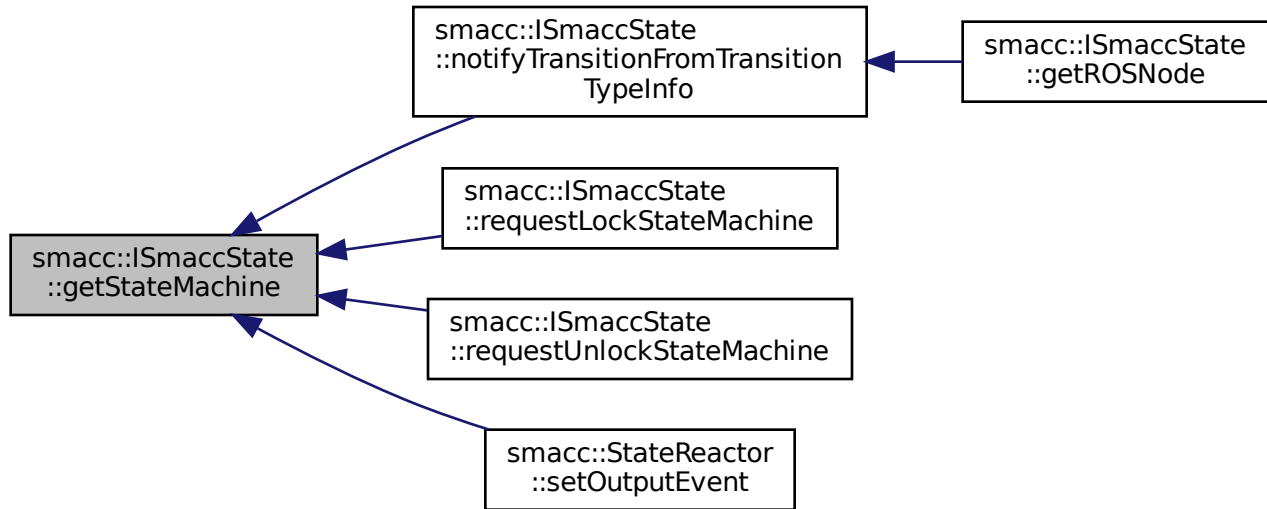 smacc::ISmaccState
::notifyTransitionFromTransition
TypeInfo
smacc::ISmaccState
::getROSNode
smacc::ISmaccState
::requestLockStateMachine
smacc::ISmaccState
::getStateMachine
smacc::ISmaccState
::requestUnlockStateMachine
smacc::StateReactor
::setOutputEvent